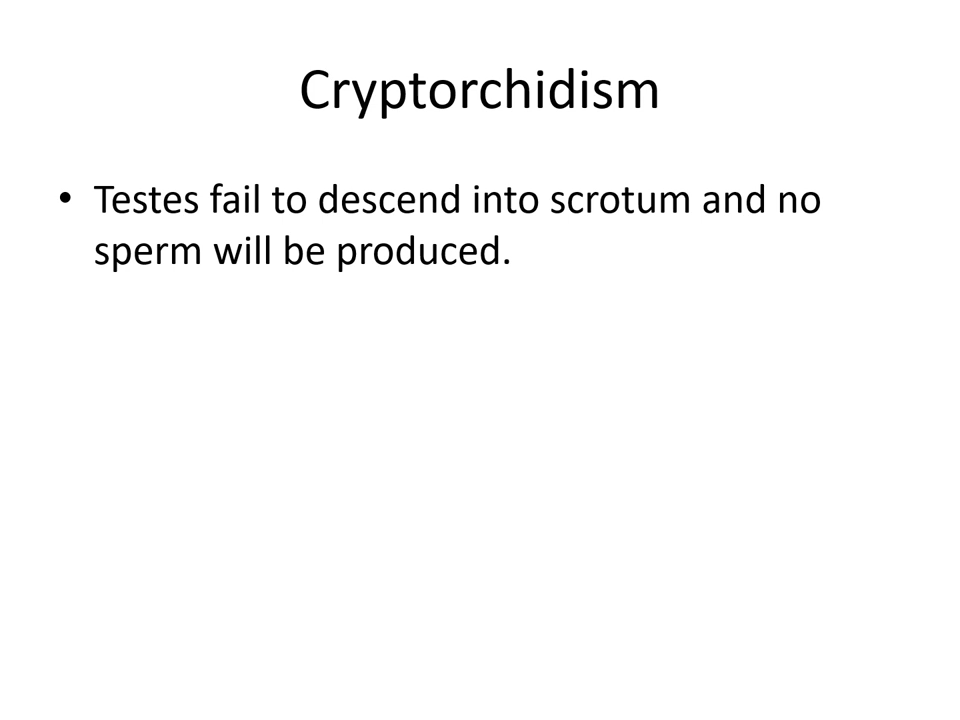 Cryptorchidism
• Testes fail to descend into scrotum and no
sperm will be produced.